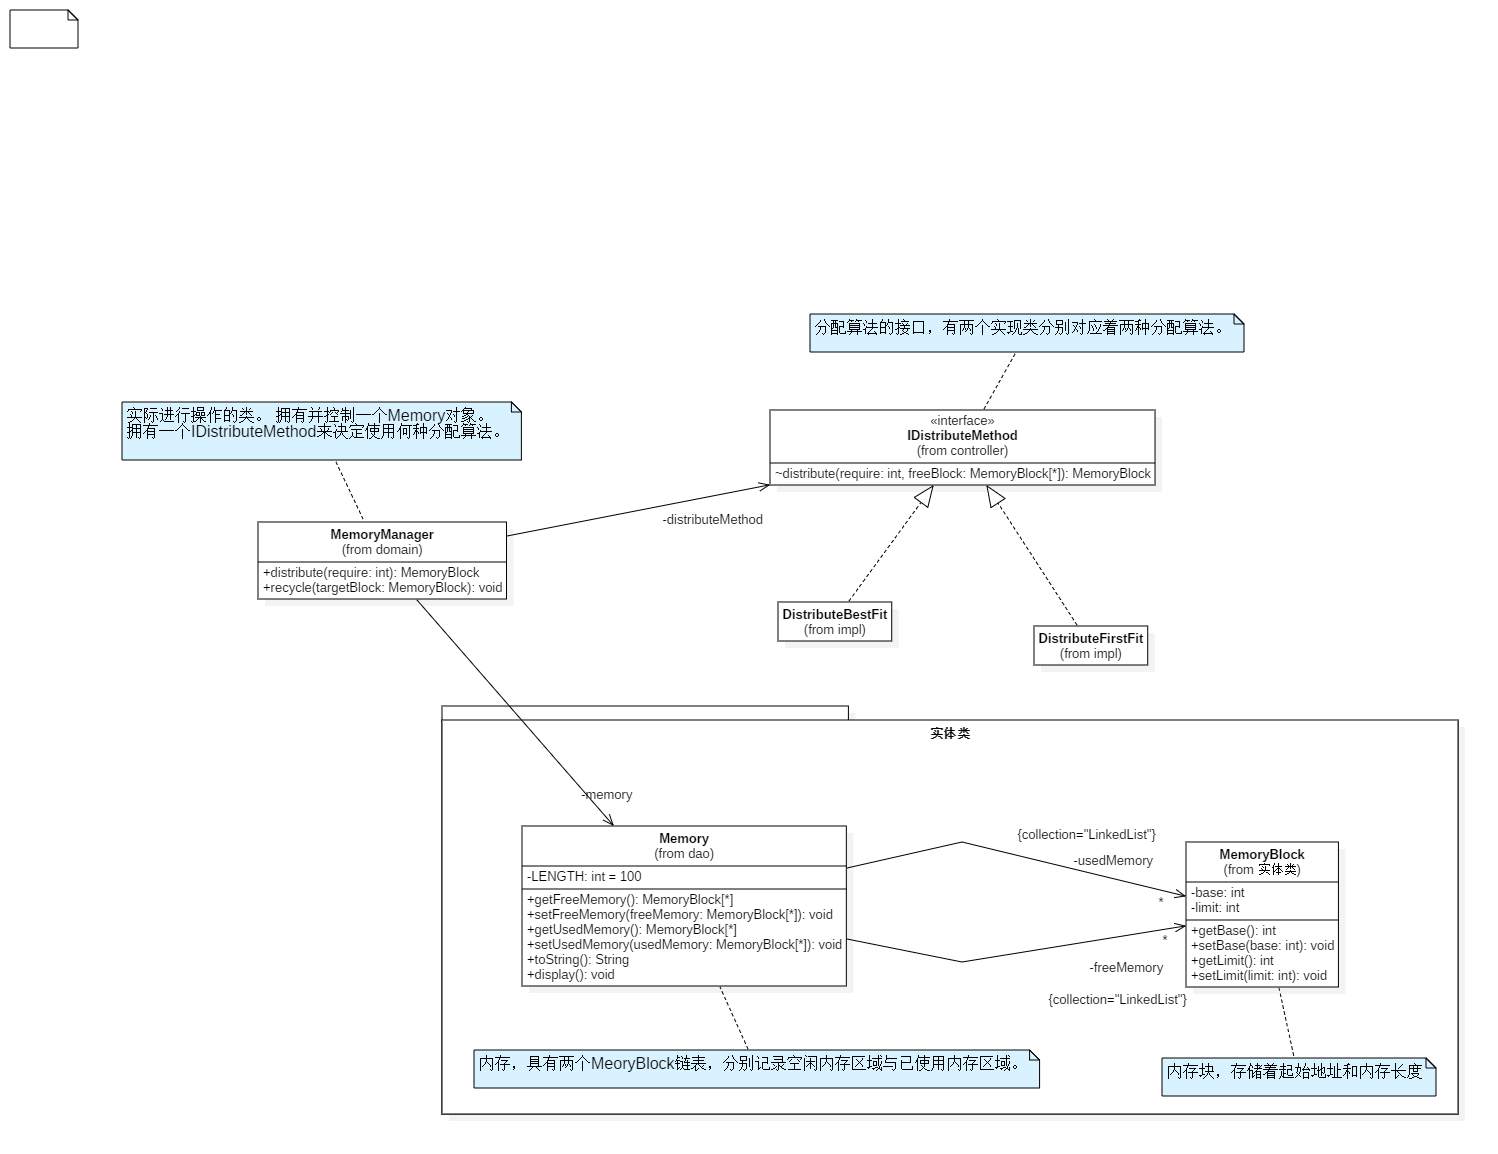 分配算法的接口，有两个实现类分别对应着两种分配算法。
实际进行操作的类。 拥有并控制一个Memory对象。
拥有一个IDistributeMethod来决定使用何种分配算法。
«interface»
IDistributeMethod
(from controller)
~distribute(require: int, freeBlock: MemoryBlock[*]): MemoryBlock
-distributeMethod
MemoryManager
(from domain)
+distribute(require: int): MemoryBlock
+recycle(targetBlock: MemoryBlock): void
DistributeBestFit
(from impl)
DistributeFirstFit
(from impl)
实体类
-memory
Memory
(from dao)
-LENGTH: int = 100
+getFreeMemory(): MemoryBlock[*]
+setFreeMemory(freeMemory: MemoryBlock[*]): void
+getUsedMemory(): MemoryBlock[*]
+setUsedMemory(usedMemory: MemoryBlock[*]): void
+toString(): String
+display(): void
{collection="LinkedList"}
-usedMemory
*
*
-freeMemory
{collection="LinkedList"}
MemoryBlock
(from 实体类)
-base: int
-limit: int
+getBase(): int
+setBase(base: int): void
+getLimit(): int
+setLimit(limit: int): void
内存，具有两个MeoryBlock链表，分别记录空闲内存区域与已使用内存区域。
内存块，存储着起始地址和内存长度